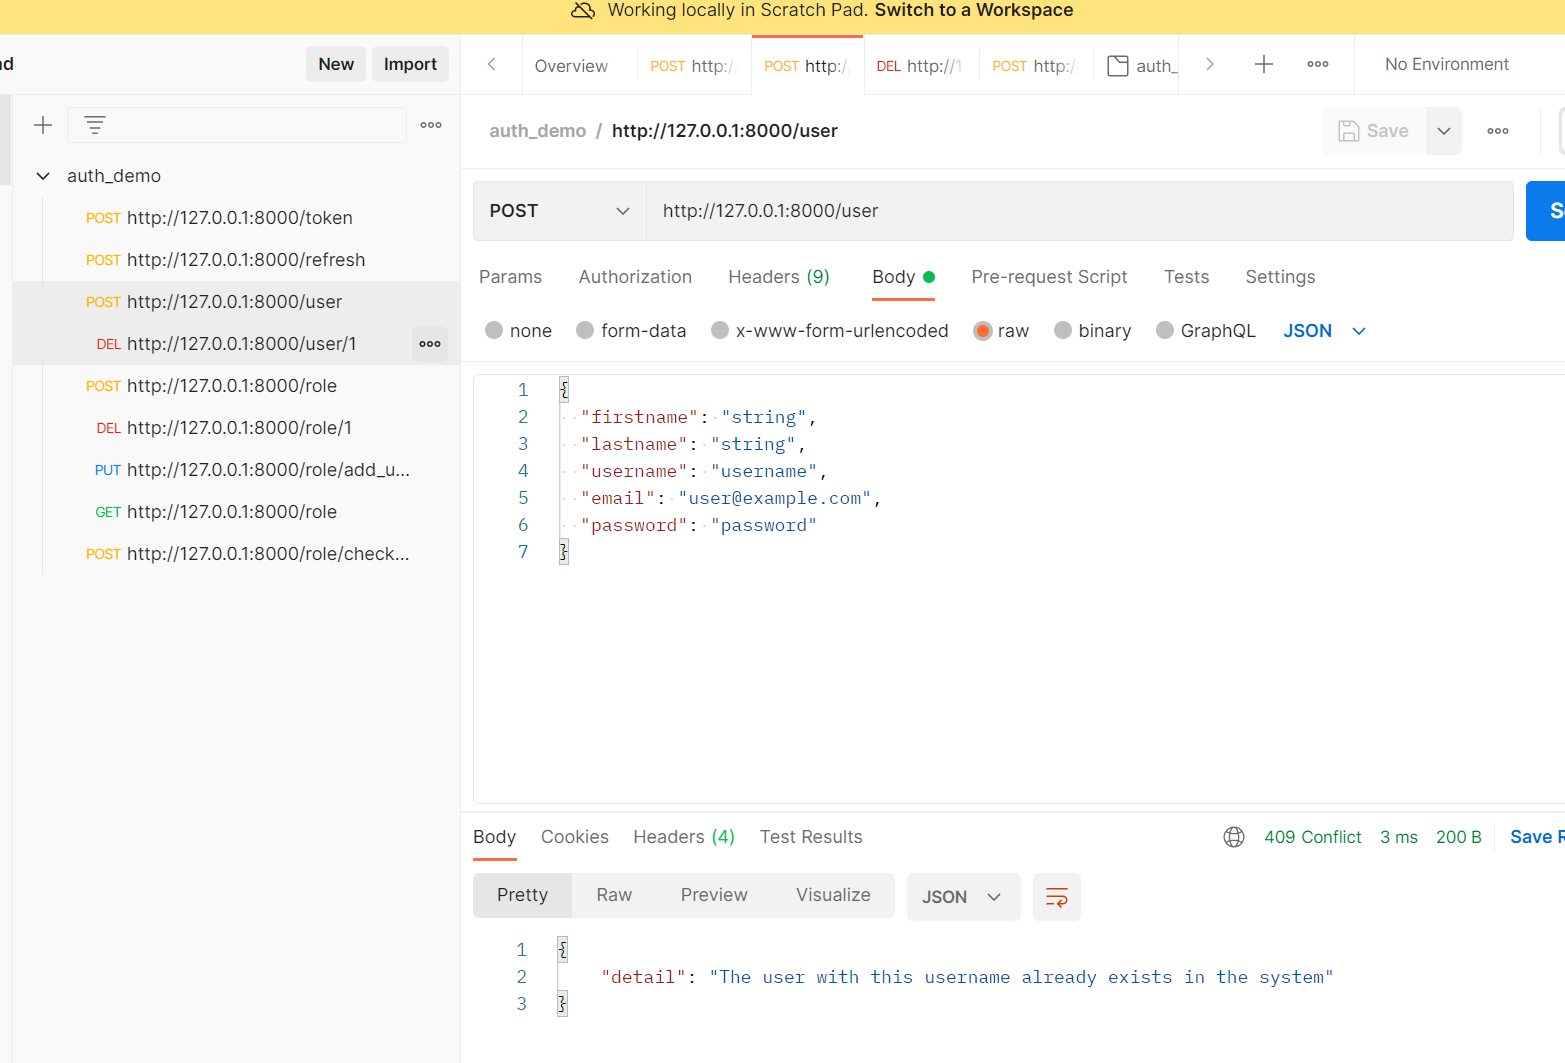 Working locally in Scratch Pad. Switch to a Workspace
New Import
Overview POST http:/ POST http:/ DEL http://1 POST http:/ auth_ No Environment
auth_demo / http://127.0.0.1:8000/user Save
auth_demo
POST http://127.0.0.1:8000/token
POST http://127.0.0.1:8000/refresh
POST http://127.0.0.1:8000/user
DEL http://127.0.0.1:8000/user/1
POST http://127.0.0.1:8000/role
DEL http://127.0.0.1:8000/role/1
PUT http://127.0.0.1:8000/role/add_u...
GET http://127.0.0.1:8000/role
POST http://127.0.0.1:8000/role/check...
POST http://127.0.0.1:8000/user
Params Authorization Headers (9) Body Pre-request Script Tests Settings
none form-data x-www-form-urlencoded raw binary GraphQL JSON
1 {
2 "firstname": "string",
3 "lastname": "string",
4 "username": "username",
5 "email": "user@example.com",
6 "password": "password"
7 }
Body Cookies Headers (4) Test Results 409 Conflict 3 ms 200 B Save R
Pretty Raw Preview Visualize JSON
1 {
2 "detail": "The user with this username already exists in the system"
3 }